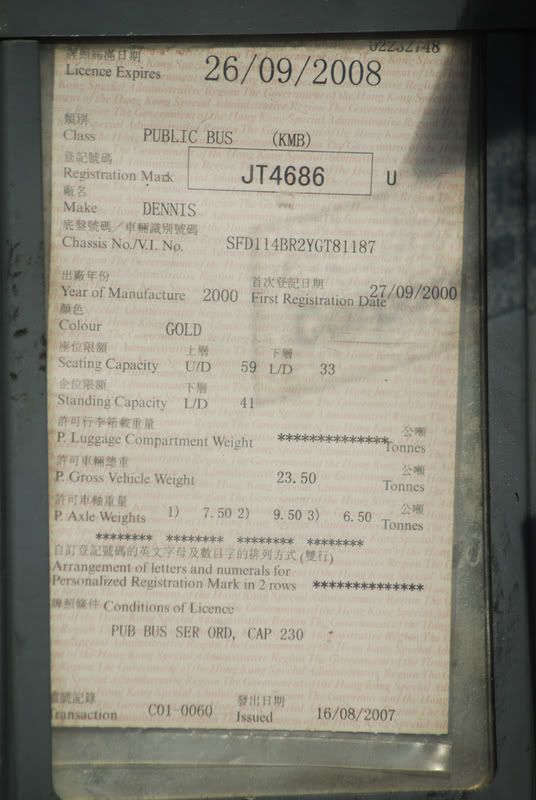 02232748
牌照屆滿日期
Licence Expires 26/09/2008
類別
Class PUBLIC BUS (KMB)
登記號碼
Registration Mark JT4686 U
廠名
Make DENNIS
底盤號碼／車輛識別號碼
Chassis No./V.I. No. SFD114BR2YGT81187
出廠年份 首次登記日期
Year of Manufacture 2000 First Registration Date 27/09/2000
顏色
Colour GOLD
座位限額 上層 下層
Seating Capacity U/D 59 L/D 33
企位限額 下層
Standing Capacity L/D 41
許可行李箱載重量 公噸
P. Luggage Compartment Weight ************** Tonnes
許可車輛總重 公噸
P. Gross Vehicle Weight 23.50 Tonnes
許可車軸重量 公噸
P. Axle Weights 1) 7.50 2) 9.50 3) 6.50 Tonnes
******** ******** ******** ********
自訂登記號碼的英文字母及數目字的排列方式 (雙行)
Arrangement of letters and numerals for
Personalized Registration Mark in 2 rows **************
牌照條件 Conditions of Licence
PUB BUS SER ORD, CAP 230
號記錄 發出日期
Transaction C01-0060 Issued 16/08/2007